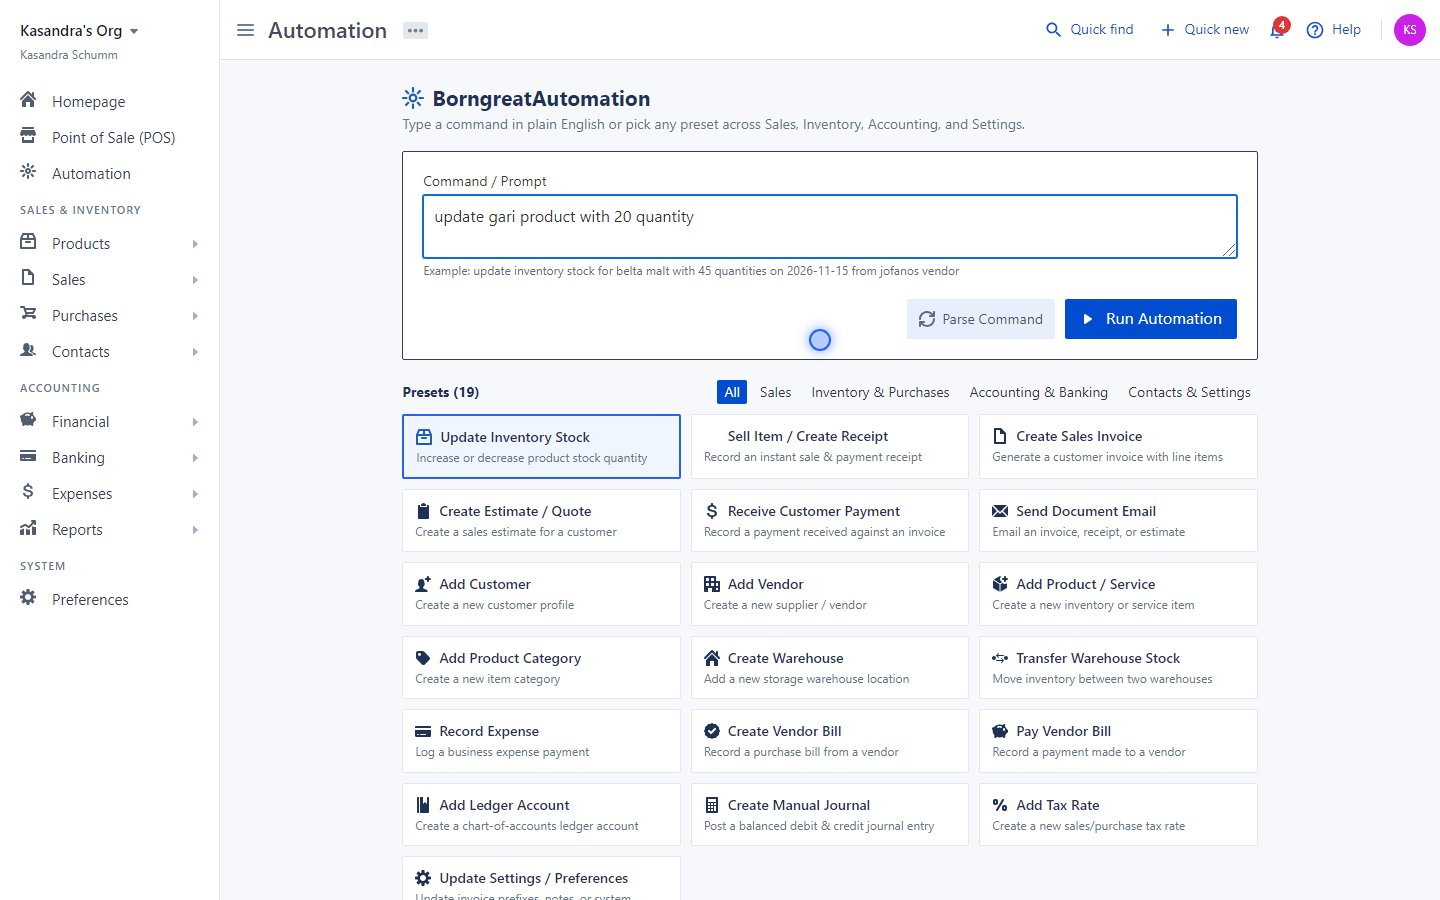 Kasandra's Org
Kasandra Schumm
Homepage
Point of Sale (POS)
Automation
SALES & INVENTORY
Products
Sales
Purchases
Contacts
ACCOUNTING
Financial
Banking
Expenses
Reports
SYSTEM
Preferences
Automation
Quick find
Quick new
4
Help
KS
BorngreatAutomation
Type a command in plain English or pick any preset across Sales, Inventory, Accounting, and Settings.
Command / Prompt
update gari product with 20 quantity
Example: update inventory stock for belta malt with 45 quantities on 2026-11-15 from jofanos vendor
Parse Command
Run Automation
Presets (19)
All
Sales
Inventory & Purchases
Accounting & Banking
Contacts & Settings
Update Inventory Stock
Increase or decrease product stock quantity
Sell Item / Create Receipt
Record an instant sale & payment receipt
Create Sales Invoice
Generate a customer invoice with line items
Create Estimate / Quote
Create a sales estimate for a customer
Receive Customer Payment
Record a payment received against an invoice
Send Document Email
Email an invoice, receipt, or estimate
Add Customer
Create a new customer profile
Add Vendor
Create a new supplier / vendor
Add Product / Service
Create a new inventory or service item
Add Product Category
Create a new item category
Create Warehouse
Add a new storage warehouse location
Transfer Warehouse Stock
Move inventory between two warehouses
Record Expense
Log a business expense payment
Create Vendor Bill
Record a purchase bill from a vendor
Pay Vendor Bill
Record a payment made to a vendor
Add Ledger Account
Create a chart-of-accounts ledger account
Create Manual Journal
Post a balanced debit & credit journal entry
Add Tax Rate
Create a new sales/purchase tax rate
Update Settings / Preferences
Update invoice prefixes, notes, or system